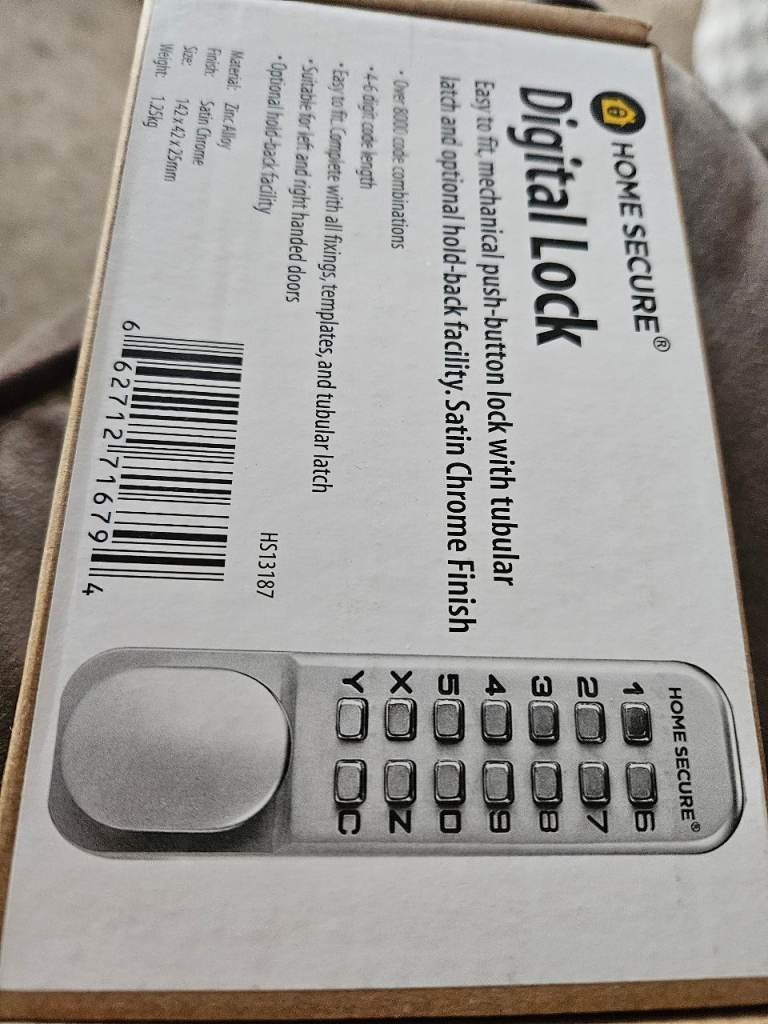 HOME SECURE®
Digital Lock
Easy to fit, mechanical push-button lock with tubular
latch and optional hold-back facility. Satin Chrome Finish
• Over 8000 code combinations
• 4-6 digit code length
• Easy to fit. Complete with all fixings, templates, and tubular latch
• Suitable for left and right handed doors
• Optional hold-back facility
Material: Zinc Alloy
Finish: Satin Chrome
Size: 142 x 42 x 25mm
Weight: 1.25kg
HS13187
6 62712 71679 4
HOME SECURE®
1 6
2 7
3 8
4 9
5 0
X Z
Y C